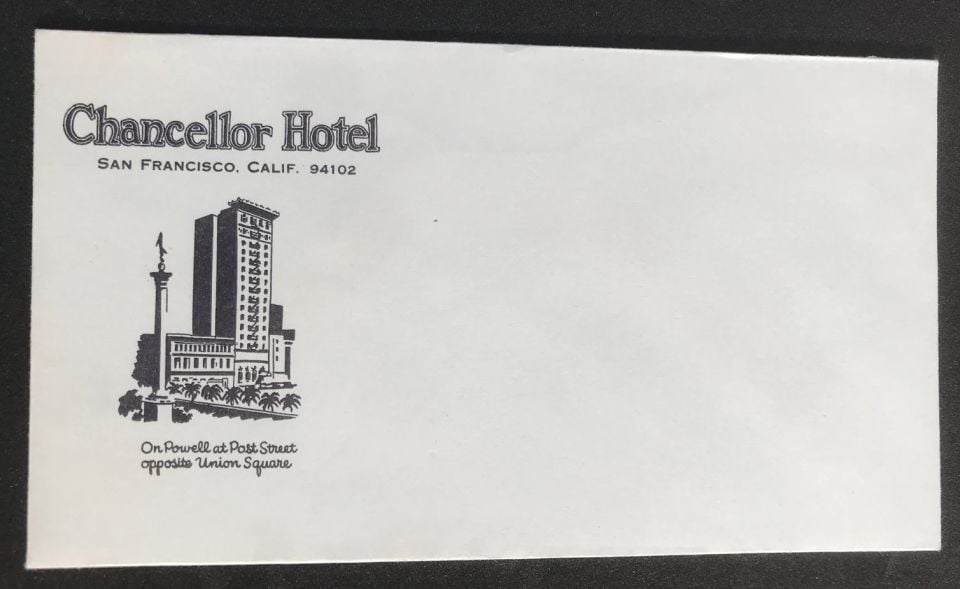 Chancellor Hotel
SAN FRANCISCO, CALIF. 94102
On Powell at Post Street
opposite Union Square